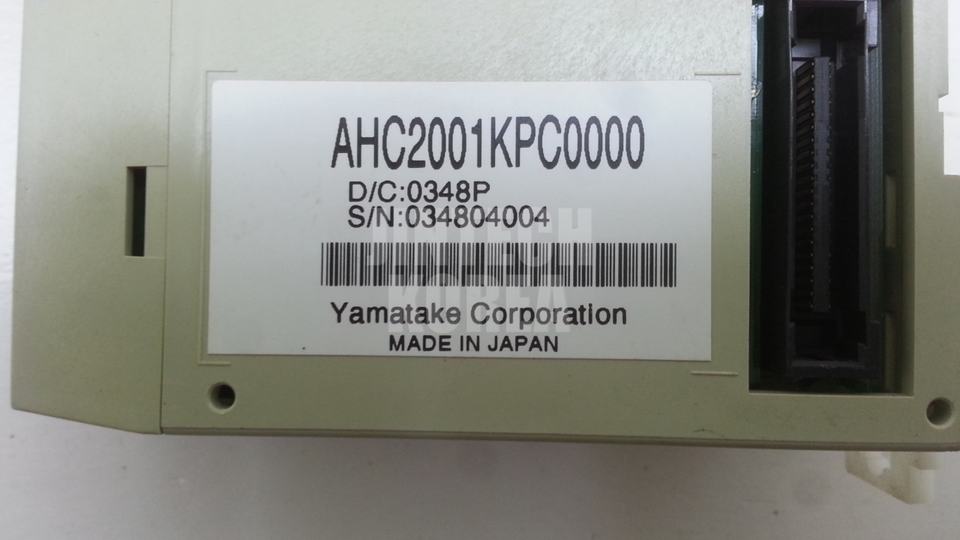 AHC2001KPC0000
D/C:0348P
S/N:034804004
Yamatake Corporation
MADE IN JAPAN